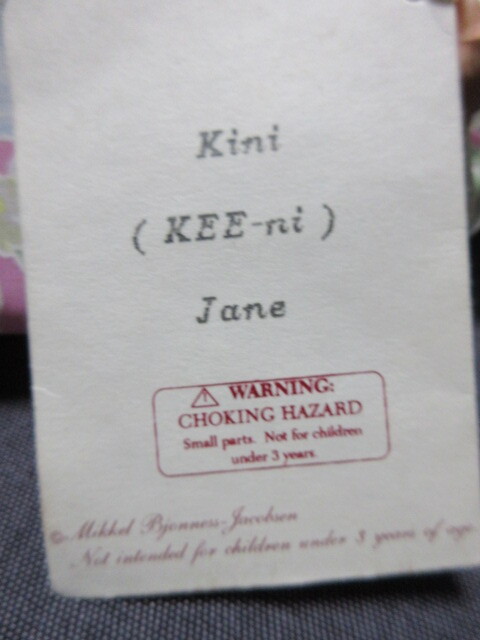 Kini
( KEE-ni )
Jane
⚠ WARNING:
CHOKING HAZARD
Small parts. Not for children
under 3 years.
© Mikkel Bjonness-Jacobsen
Not intended for children under 3 years of age